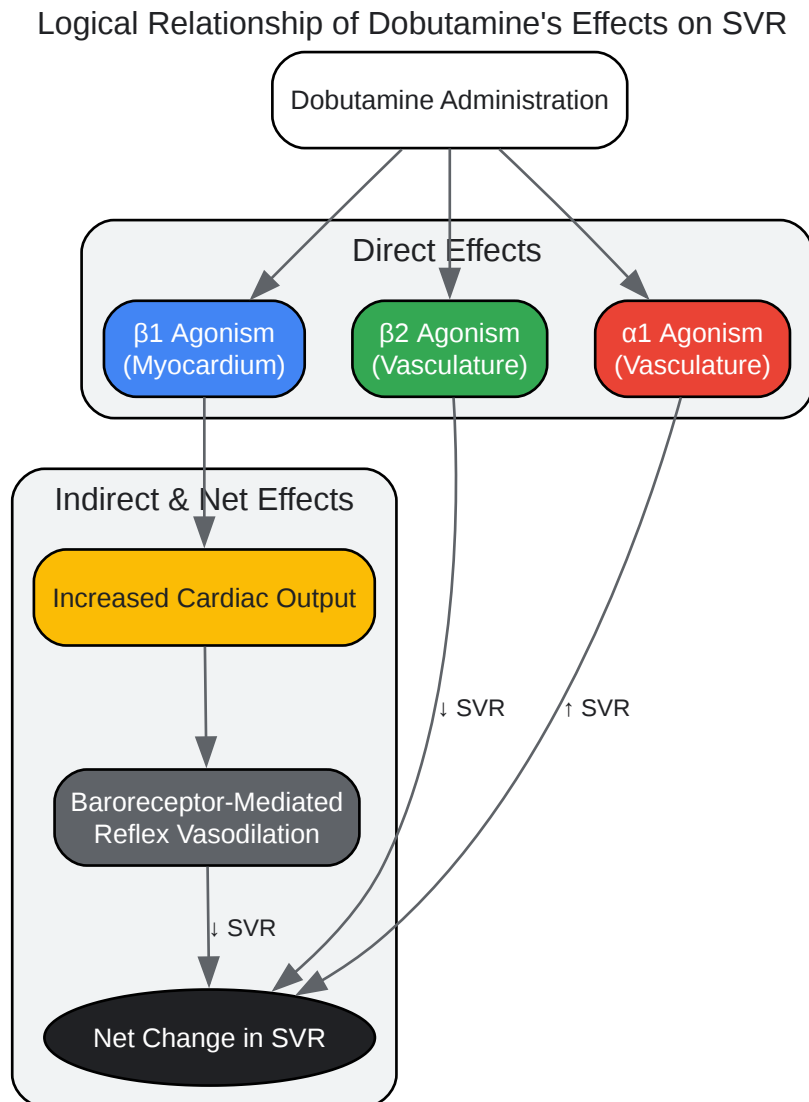 Logical Relationship of Dobutamine's Effects on SVR
Dobutamine Administration
Direct Effects
β1 Agonism
(Myocardium)
β2 Agonism
(Vasculature)
α1 Agonism
(Vasculature)
Indirect & Net Effects
Increased Cardiac Output
↓ SVR
↑ SVR
Baroreceptor-Mediated
Reflex Vasodilation
↓ SVR
Net Change in SVR